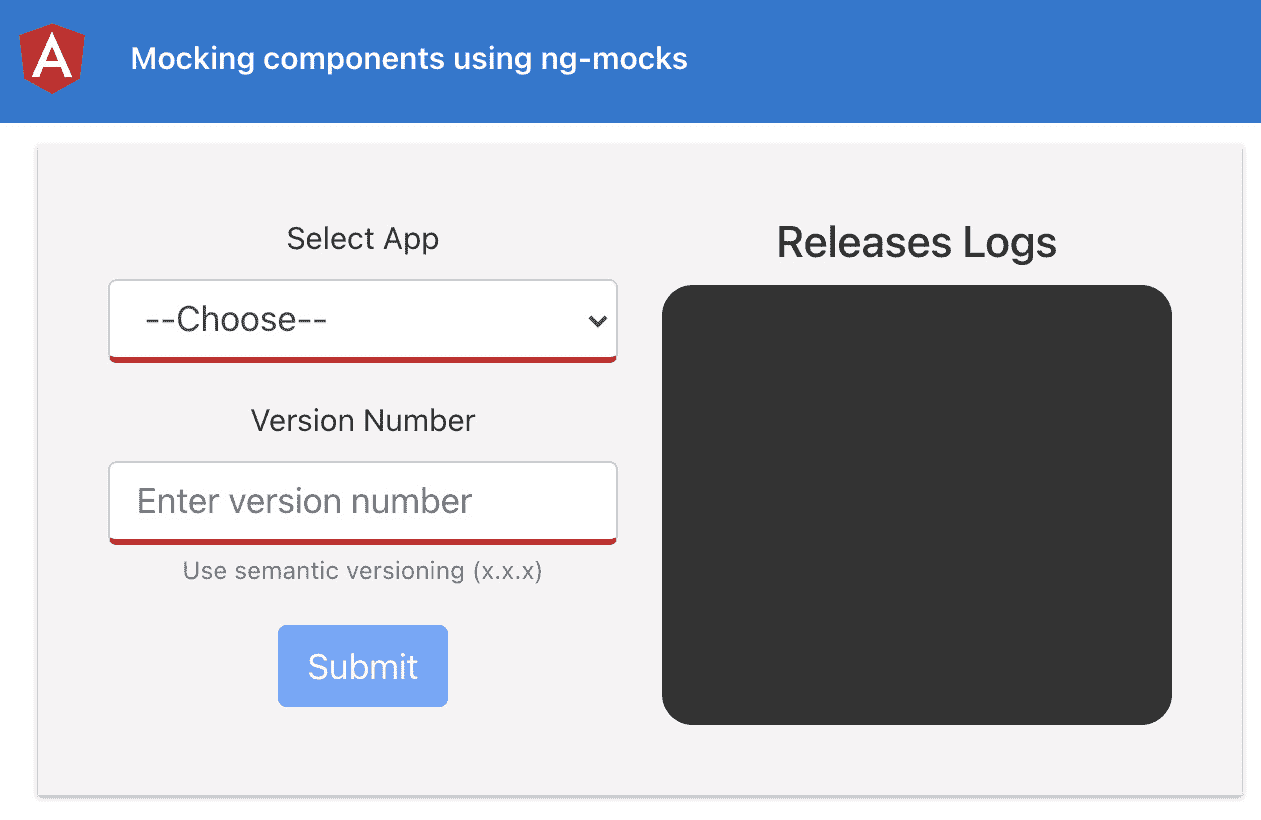 Mocking components using ng-mocks
Select App
--Choose--
Version Number
Enter version number
Use semantic versioning (x.x.x)
Submit
Releases Logs